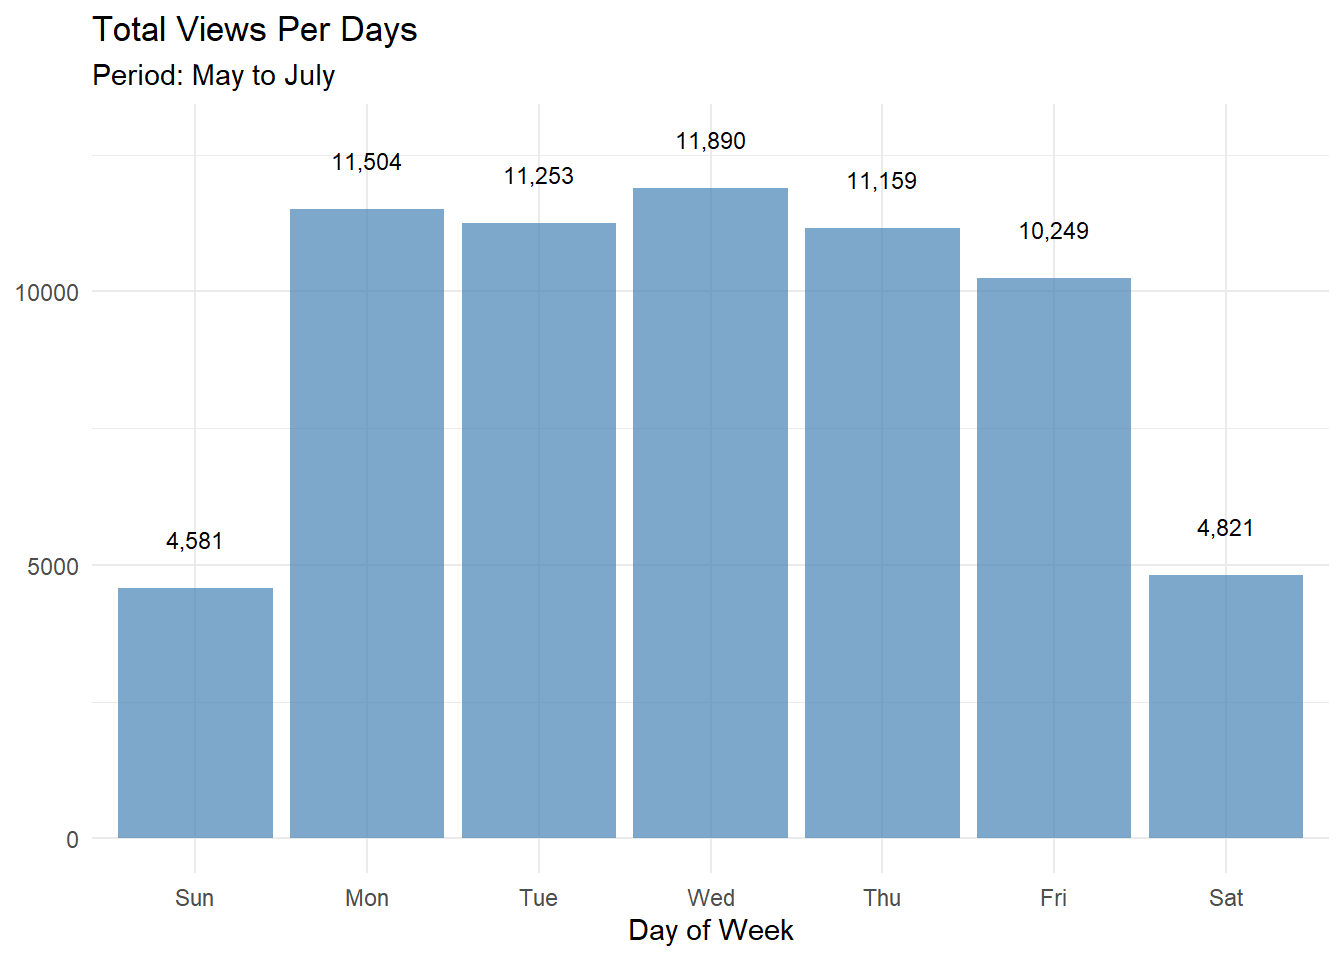 Total Views Per Days
Period: May to July
11,890
11,504
11,253
11,159
10,249
10000
4,581
4,821
5000
0
Sun Mon Tue Wed Thu Fri Sat
Day of Week